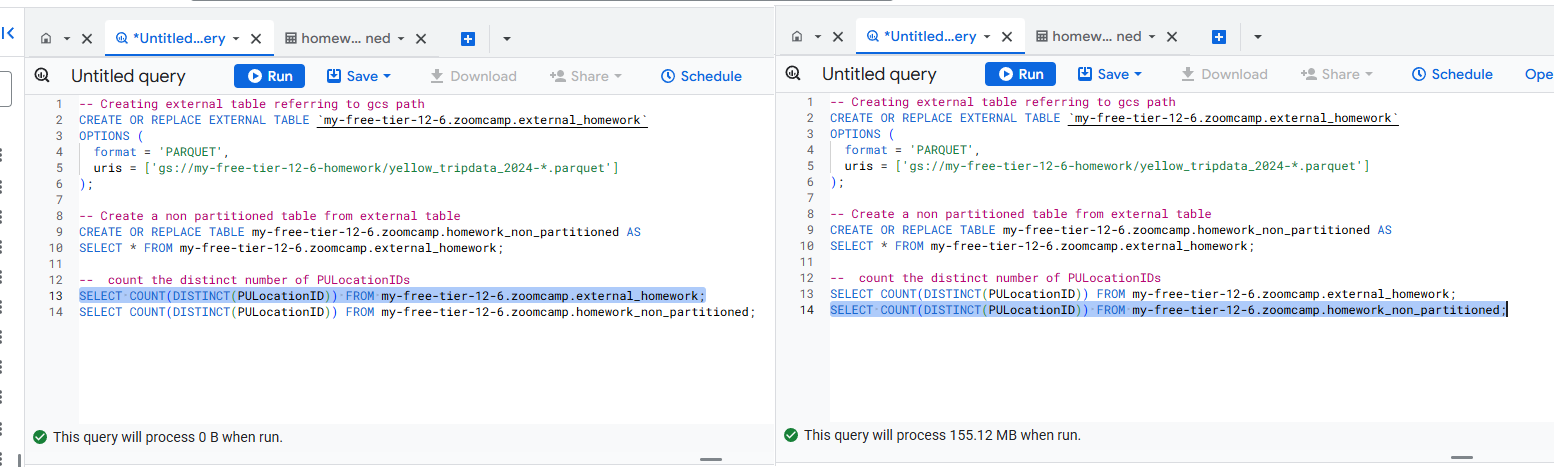 *Untitled...ery
homew... ned
Untitled query
Run
Save
Download
Share
Schedule
1 -- Creating external table referring to gcs path
2 CREATE OR REPLACE EXTERNAL TABLE `my-free-tier-12-6.zoomcamp.external_homework`
3 OPTIONS (
4 format = 'PARQUET',
5 uris = ['gs://my-free-tier-12-6-homework/yellow_tripdata_2024-*.parquet']
6 );
7
8 -- Create a non partitioned table from external table
9 CREATE OR REPLACE TABLE my-free-tier-12-6.zoomcamp.homework_non_partitioned AS
10 SELECT * FROM my-free-tier-12-6.zoomcamp.external_homework;
11
12 --  count the distinct number of PULocationIDs
13 SELECT COUNT(DISTINCT(PULocationID)) FROM my-free-tier-12-6.zoomcamp.external_homework;
14 SELECT COUNT(DISTINCT(PULocationID)) FROM my-free-tier-12-6.zoomcamp.homework_non_partitioned;
This query will process 0 B when run.
*Untitled...ery
homew... ned
Untitled query
Run
Save
Download
Share
Schedule
Ope
1 -- Creating external table referring to gcs path
2 CREATE OR REPLACE EXTERNAL TABLE `my-free-tier-12-6.zoomcamp.external_homework`
3 OPTIONS (
4 format = 'PARQUET',
5 uris = ['gs://my-free-tier-12-6-homework/yellow_tripdata_2024-*.parquet']
6 );
7
8 -- Create a non partitioned table from external table
9 CREATE OR REPLACE TABLE my-free-tier-12-6.zoomcamp.homework_non_partitioned AS
10 SELECT * FROM my-free-tier-12-6.zoomcamp.external_homework;
11
12 --  count the distinct number of PULocationIDs
13 SELECT COUNT(DISTINCT(PULocationID)) FROM my-free-tier-12-6.zoomcamp.external_homework;
14 SELECT COUNT(DISTINCT(PULocationID)) FROM my-free-tier-12-6.zoomcamp.homework_non_partitioned;
This query will process 155.12 MB when run.